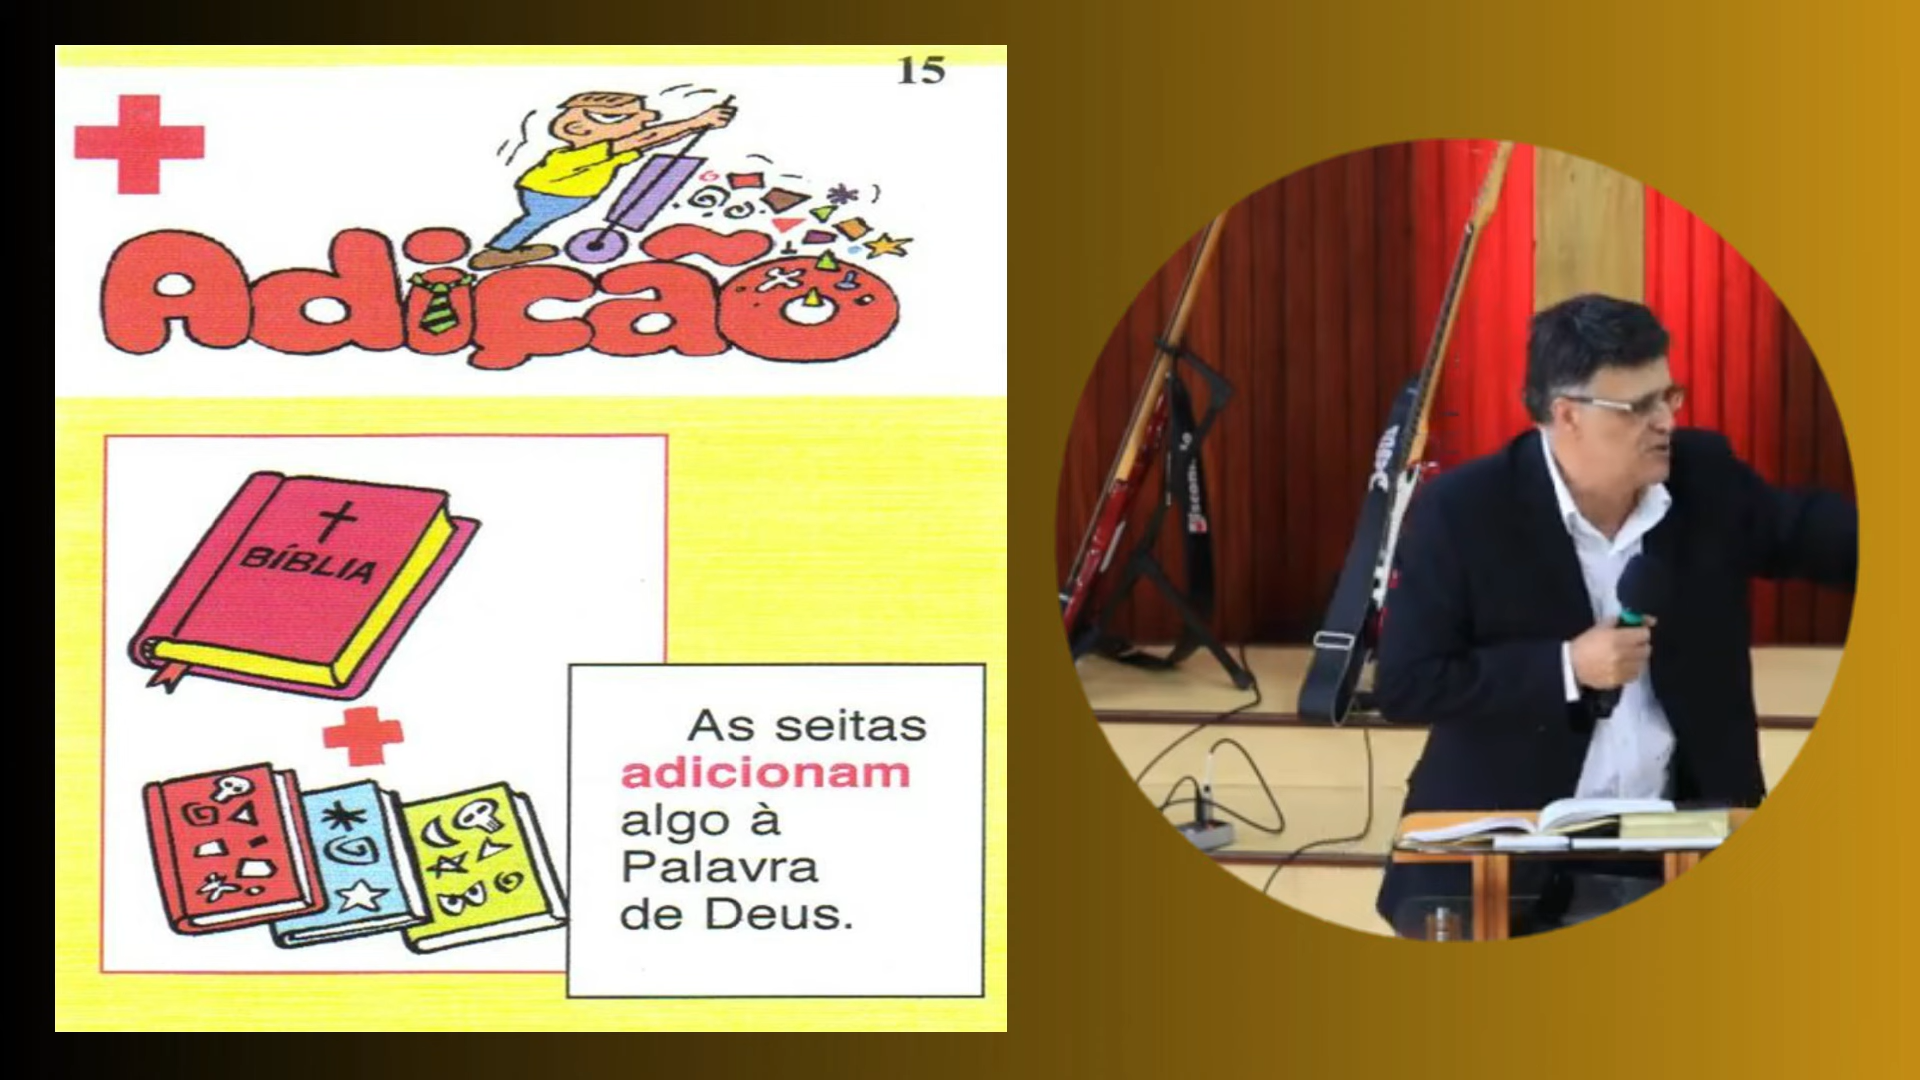 15
Adição
BÍBLIA
As seitas
adicionam
algo à
Palavra
de Deus.